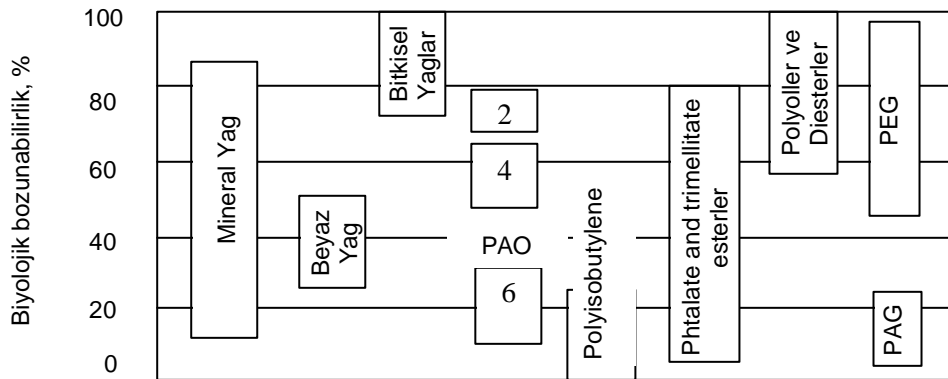 Biyolojik bozunabilirlik, %
100
80
60
40
20
0
Mineral Yag
Beyaz
Yag
Bitkisel
Yaglar
2
4
PAO
6
Polyisobutylene
Phtalate and trimellitate
esterler
Polyoller ve
Diesterler
PEG
PAG